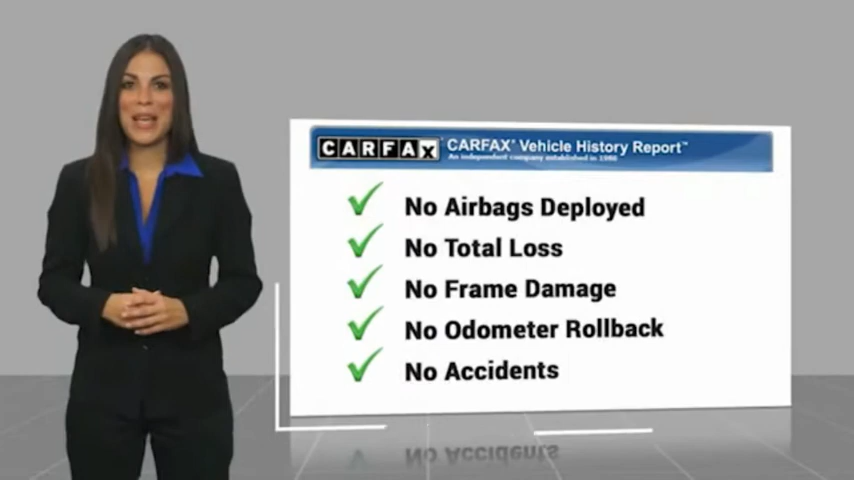 CARFAX CARFAX® Vehicle History Report™
An independent company established in 1986
No Airbags Deployed
No Total Loss
No Frame Damage
No Odometer Rollback
No Accidents
No Accidents